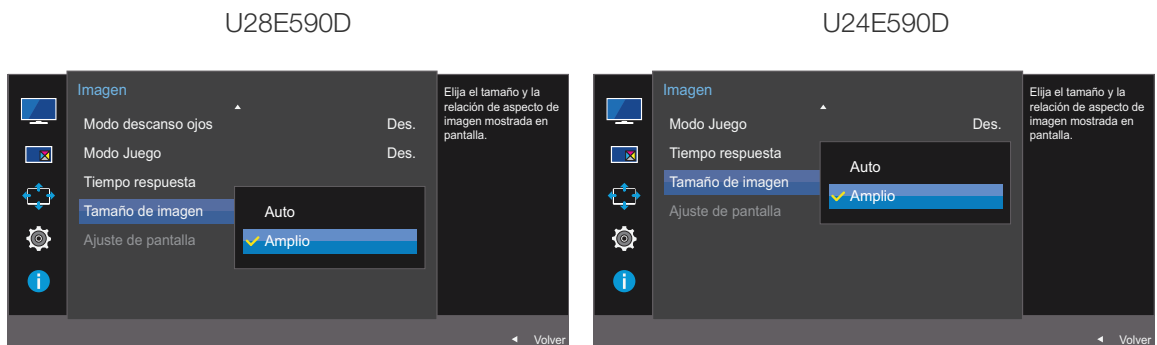 U28E590D
Imagen
Modo descanso ojos Des.
Modo Juego Des.
Tiempo respuesta
Tamaño de imagen
Ajuste de pantalla
Auto
Amplio
Elija el tamaño y la
relación de aspecto de
imagen mostrada en
pantalla.
Volver
U24E590D
Imagen
Modo Juego Des.
Tiempo respuesta
Tamaño de imagen
Ajuste de pantalla
Auto
Amplio
Elija el tamaño y la
relación de aspecto de
imagen mostrada en
pantalla.
Volver